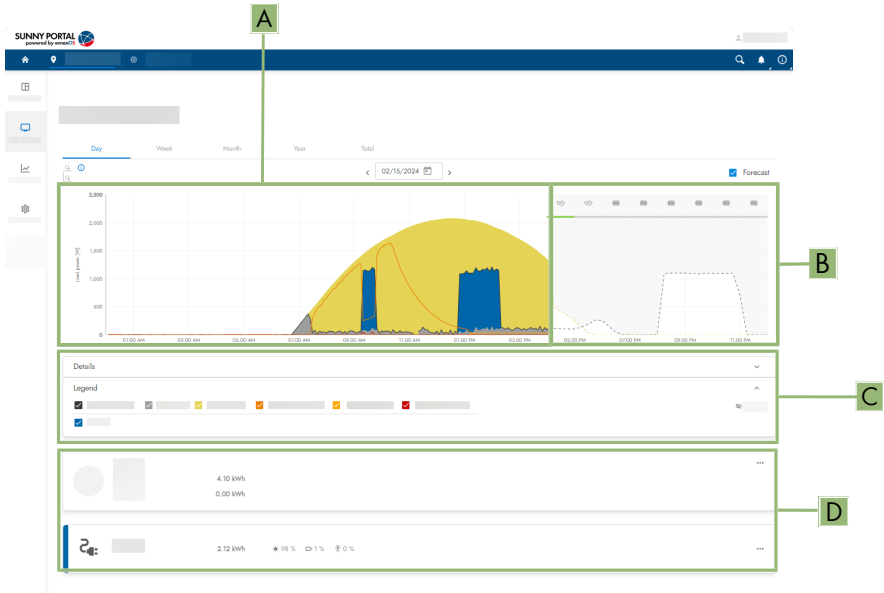 A
SUNNY PORTAL
powered by ennexOS
Day Week Month Year Total
02/15/2024
Forecast
2,500
2,000
1,500
1,000
500
0
Load power [W]
01:00 AM 03:00 AM 05:00 AM 07:00 AM 09:00 AM 11:00 AM 01:00 PM 03:00 PM 05:00 PM 07:00 PM 09:00 PM 11:00 PM
B
Details
Legend
C
4.10 kWh
0.00 kWh
D
2.12 kWh 98 % 1 % 0 %